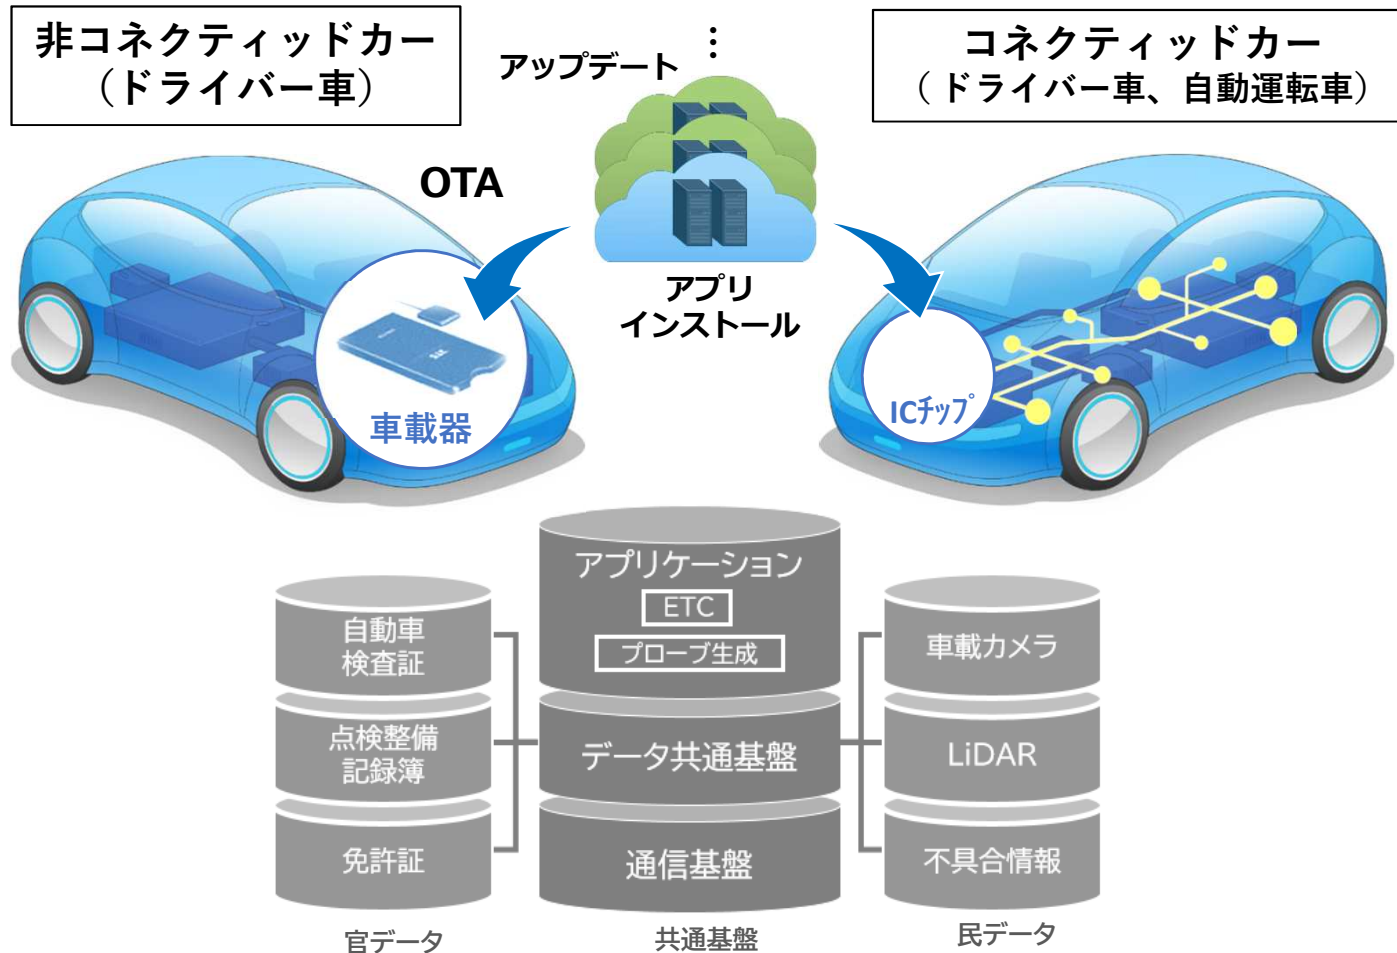 非コネクティッドカー
（ドライバー車）
アップデート
⋮
コネクティッドカー
（ドライバー車、自動運転車）
OTA
アプリ
インストール
車載器
ICチップ
アプリケーション
ETC
プローブ生成
データ共通基盤
通信基盤
共通基盤
自動車
検査証
点検整備
記録簿
免許証
官データ
車載カメラ
LiDAR
不具合情報
民データ